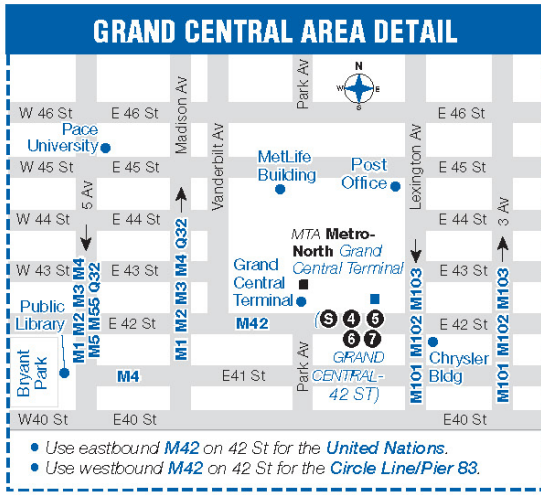 GRAND CENTRAL AREA DETAIL
N
W
E
S
Park Av
Madison Av
Vanderbilt Av
Lexington Av
5 Av
3 Av
W 46 St
E 46 St
E 46 St
Pace
University
W 45 St
E 45 St
E 45 St
MetLife
Building
Post
Office
W 44 St
E 44 St
E 44 St
MTA Metro-
North Grand
Central Terminal
W 43 St
E 43 St
E 43 St
Grand
Central
Terminal
M1 M2 M3 M4
M5 M55 Q32
M1 M2 M3 M4 Q32
M101 M102 M103
M101 M102 M103
Public
Library
E 42 St
M42
E 42 St
(S 4 5
6 7
GRAND
CENTRAL-
42 ST)
Chrysler
Bldg
Bryant
Park
M4
E41 St
Park Av
W40 St
E40 St
E40 St
• Use eastbound M42 on 42 St for the United Nations.
• Use westbound M42 on 42 St for the Circle Line/Pier 83.